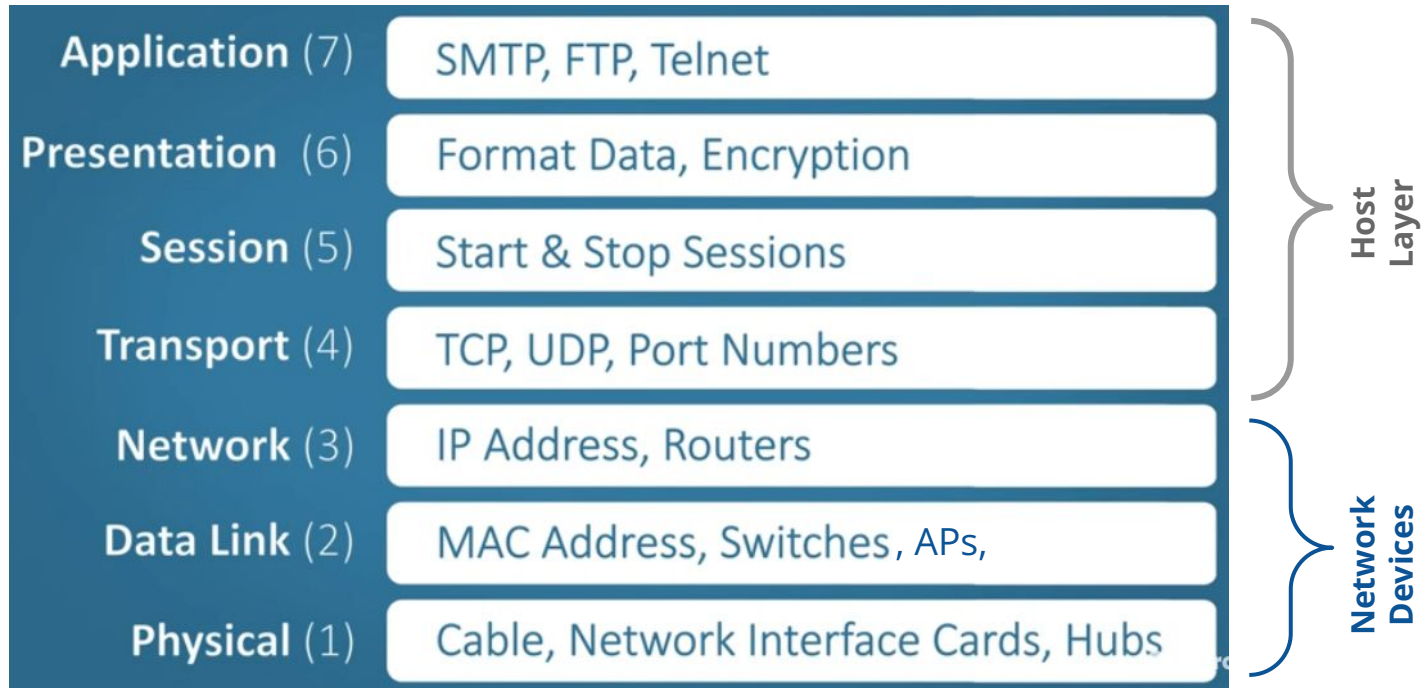 Application (7) SMTP, FTP, Telnet
Presentation (6) Format Data, Encryption
Session (5) Start & Stop Sessions
Transport (4) TCP, UDP, Port Numbers
Network (3) IP Address, Routers
Data Link (2) MAC Address, Switches , APs,
Physical (1) Cable, Network Interface Cards, Hubs
Host
Layer
Network
Devices